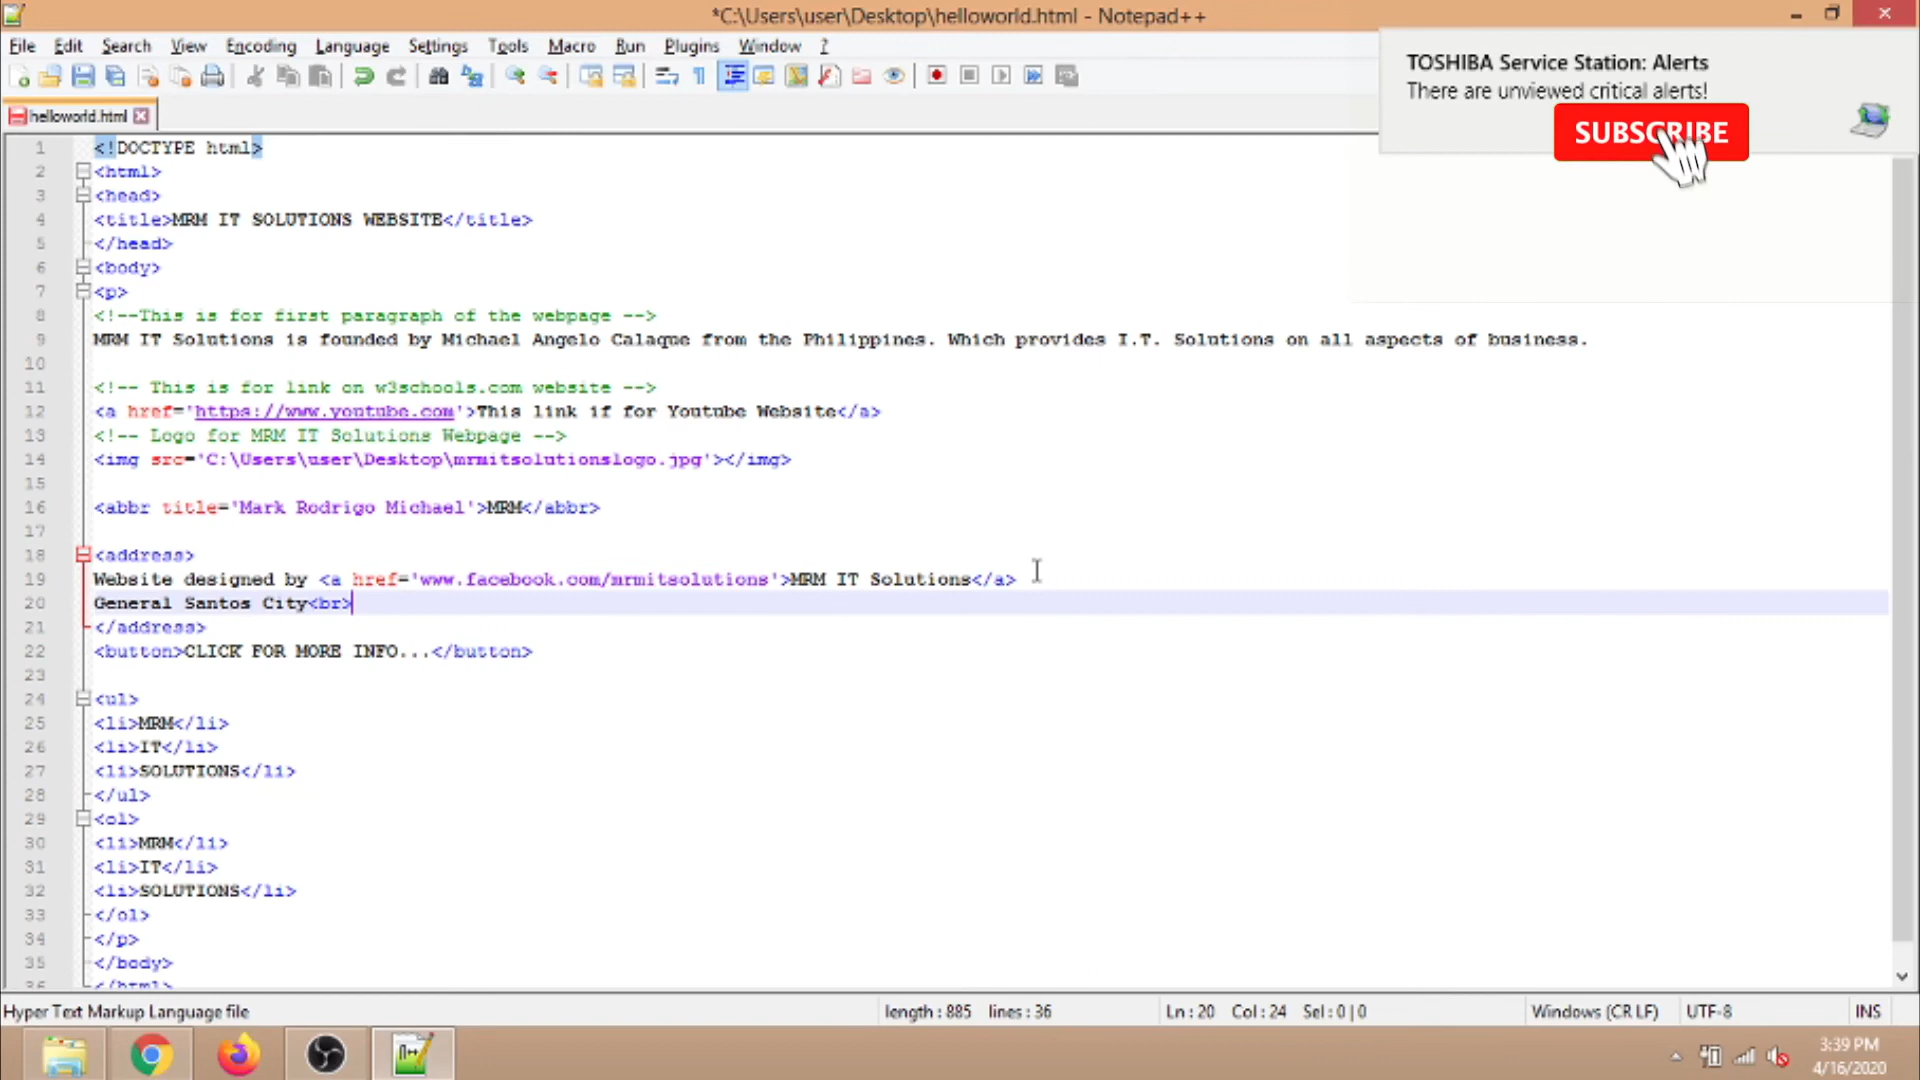 *C:\Users\user\Desktop\helloworld.html - Notepad++
File Edit Search View Encoding Language Settings Tools Macro Run Plugins Window ?
TOSHIBA Service Station: Alerts
There are unviewed critical alerts!
SUBSCRIBE
helloworld.html
1 <!DOCTYPE html>
2 <html>
3 <head>
4 <title>MRM IT SOLUTIONS WEBSITE</title>
5 </head>
6 <body>
7 <p>
8 <!--This is for first paragraph of the webpage -->
9 MRM IT Solutions is founded by Michael Angelo Calaque from the Philippines. Which provides I.T. Solutions on all aspects of business.
10
11 <!-- This is for link on w3schools.com website -->
12 <a href='https://www.youtube.com'>This link if for Youtube Website</a>
13 <!-- Logo for MRM IT Solutions Webpage -->
14 <img src='C:\Users\user\Desktop\mrmitsolutionslogo.jpg'></img>
15
16 <abbr title='Mark Rodrigo Michael'>MRM</abbr>
17
18 <address>
19 Website designed by <a href='www.facebook.com/mrmitsolutions'>MRM IT Solutions</a>
20 General Santos City<br>
21 </address>
22 <button>CLICK FOR MORE INFO...</button>
23
24 <ul>
25 <li>MRM</li>
26 <li>IT</li>
27 <li>SOLUTIONS</li>
28 </ul>
29 <ol>
30 <li>MRM</li>
31 <li>IT</li>
32 <li>SOLUTIONS</li>
33 </ol>
34 </p>
35 </body>
36 </html>
Hyper Text Markup Language file length : 885 lines : 36 Ln : 20 Col : 24 Sel : 0 | 0 Windows (CR LF) UTF-8 INS
3:39 PM
4/16/2020